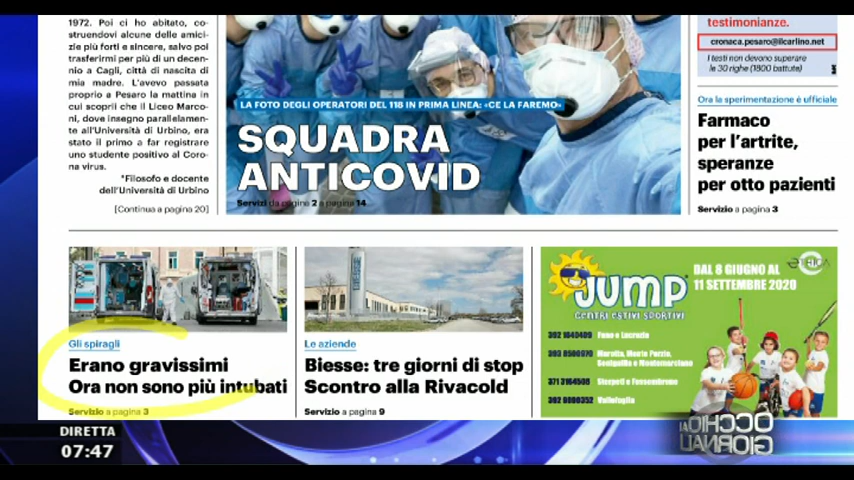 1972. Poi ci ho abitato, co-
struendovi alcune delle amici-
zie più forti e sincere, salvo poi
trasferirmi per più di un decen-
nio a Cagli, città di nascita di
mia madre. L'avevo passata
proprio a Pesaro la mattina in
cui scoprii che il Liceo Marco-
ni, dove insegno parallelamen-
te all'Università di Urbino, era
stato il primo a far registrare
uno studente positivo al Coro-
na virus.
*Filosofo e docente
dell'Università di Urbino
[Continua a pagina 20]
LA FOTO DEGLI OPERATORI DEL 118 IN PRIMA LINEA: «CE LA FAREMO»
SQUADRA
ANTICOVID
Servizi da pagina 2 a pagina 14
testimonianze.
cronaca.pesaro@ilcarlino.net
I testi non devono superare
le 30 righe (1800 battute)
Ora la sperimentazione è ufficiale
Farmaco
per l'artrite,
speranze
per otto pazienti
Servizio a pagina 3
Gli spiragli
Erano gravissimi
Ora non sono più intubati
Servizio a pagina 3
Le aziende
Biesse: tre giorni di stop
Scontro alla Rivacold
Servizio a pagina 9
JUMP
CENTRI ESTIVI SPORTIVI
DAL 8 GIUGNO AL
11 SETTEMBRE 2020
Fano e Lucrezia
Marotta, Monte Porzio,
Senigallia e Montemarciano
371 3164508 Sterpeti e Fossombrone
Vallefoglia
DIRETTA
07:47
OCCHIO AI
GIORNALI